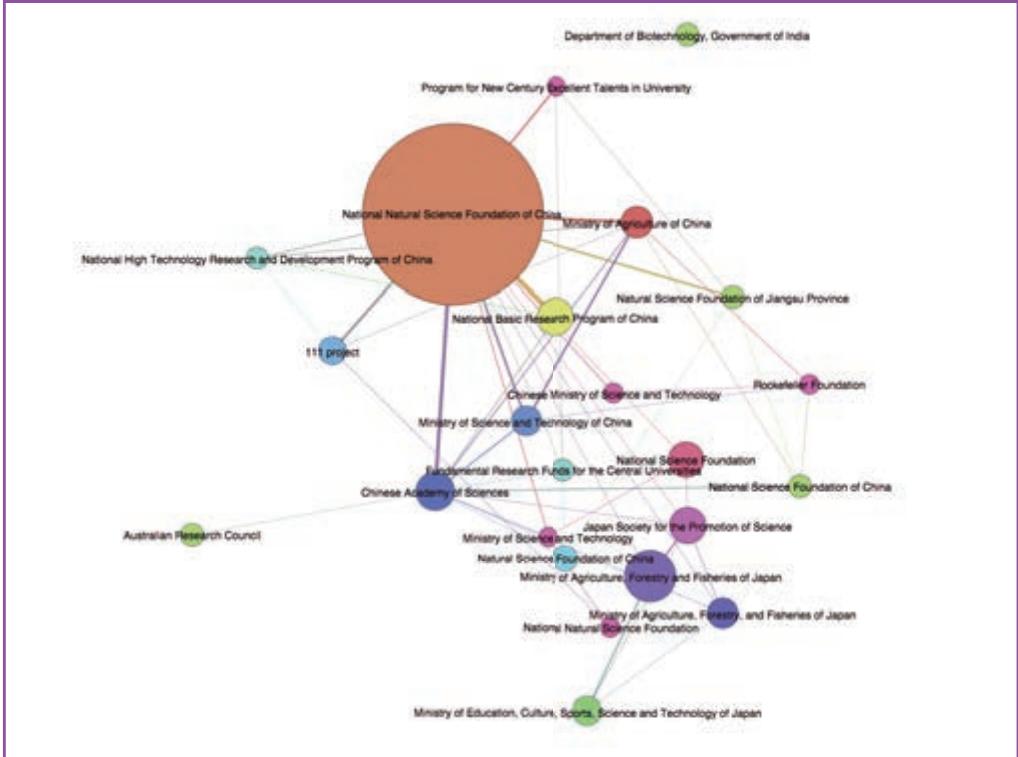 Department of Biotechnology, Government of India
Program for New Century Excellent Talents in University
National Natural Science Foundation of China
Ministry of Agriculture of China
National High Technology Research and Development Program of China
Natural Science Foundation of Jiangsu Province
National Basic Research Program of China
111 project
Rockefeller Foundation
Chinese Ministry of Science and Technology
Ministry of Science and Technology of China
National Science Foundation
Fundamental Research Funds for the Central Universities
National Science Foundation of China
Chinese Academy of Sciences
Japan Society for the Promotion of Science
Australian Research Council
Ministry of Science and Technology
Natural Science Foundation of China
Ministry of Agriculture, Forestry and Fisheries of Japan
Ministry of Agriculture, Forestry, and Fisheries of Japan
National Natural Science Foundation
Ministry of Education, Culture, Sports, Science and Technology of Japan